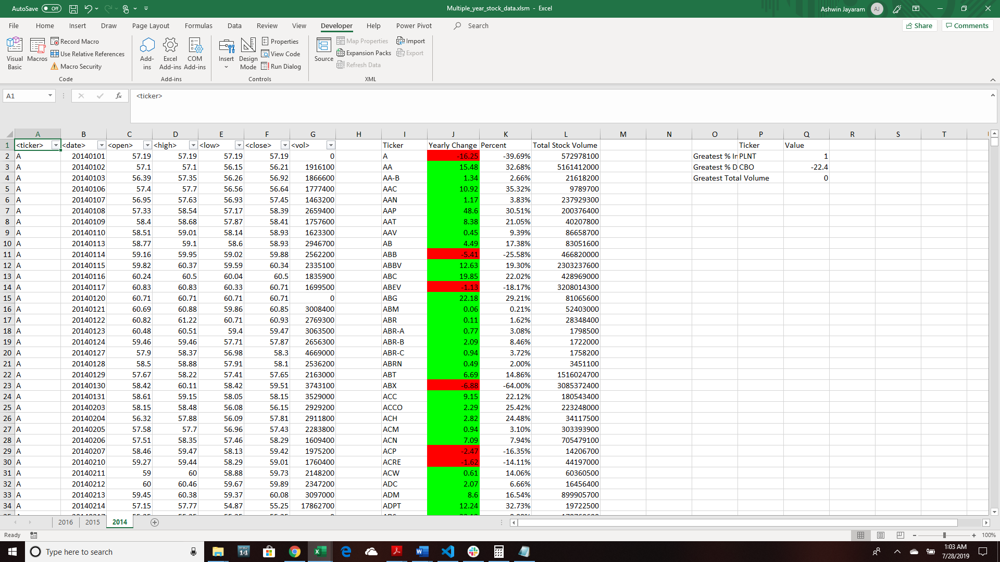 AutoSave Off Multiple_year_stock_data.xlsm - Excel Ashwin Jayaram AJ
File Home Insert Draw Page Layout Formulas Data Review View Developer Help Power Pivot Search Share Comments
Visual Basic Macros Record Macro Use Relative References Macro Security Add-ins Excel Add-ins COM Add-ins Insert Design Mode Properties View Code Run Dialog Source Map Properties Expansion Packs Refresh Data Import Export
Code Add-ins Controls XML
A1 fx <ticker>
A B C D E F G H I J K L M N O P Q R S T
1 <ticker> <date> <open> <high> <low> <close> <vol> Ticker Yearly Change Percent Total Stock Volume Ticker Value
2 A 20140101 57.19 57.19 57.19 57.19 0 A -16.25 -39.69% 572978100 Greatest % In PLNT 1
3 A 20140102 57.1 57.1 56.15 56.21 1916100 AA 15.48 32.68% 5161412000 Greatest % D CBO -22.4
4 A 20140103 56.39 57.35 56.26 56.92 1866600 AA-B 1.34 2.66% 21618200 Greatest Total Volume 0
5 A 20140106 57.4 57.7 56.56 56.64 1777400 AAC 10.92 35.32% 9789700
6 A 20140107 56.95 57.63 56.93 57.45 1463200 AAN 1.17 3.83% 237929300
7 A 20140108 57.33 58.54 57.17 58.39 2659400 AAP 48.6 30.51% 200376400
8 A 20140109 58.4 58.68 57.87 58.41 1757600 AAT 8.38 21.05% 40207800
9 A 20140110 58.51 59.01 58.14 58.93 1623300 AAV 0.45 9.39% 86658700
10 A 20140113 58.77 59.1 58.6 58.93 2946700 AB 4.49 17.38% 83051600
11 A 20140114 59.16 59.95 59.02 59.88 2562200 ABB -5.41 -25.58% 466820000
12 A 20140115 59.82 60.37 59.59 60.34 2335100 ABBV 12.63 19.30% 2303237600
13 A 20140116 60.24 60.5 60.04 60.5 1835900 ABC 19.85 22.02% 428969000
14 A 20140117 60.83 60.83 60.33 60.71 1699500 ABEV -1.13 -18.17% 3208014300
15 A 20140120 60.71 60.71 60.71 60.71 0 ABG 22.18 29.21% 81065600
16 A 20140121 60.69 60.88 59.86 60.85 3008400 ABM 0.06 0.21% 52403000
17 A 20140122 60.82 61.22 60.71 60.93 2769300 ABR 0.11 1.62% 28348400
18 A 20140123 60.48 60.51 59.4 59.47 3063500 ABR-A 0.77 3.08% 1798500
19 A 20140124 59.46 59.46 57.71 57.87 2656300 ABR-B 2.09 8.46% 1722000
20 A 20140127 57.9 58.37 56.98 58.3 4669000 ABR-C 0.94 3.72% 1758200
21 A 20140128 58.5 58.88 57.91 58.1 2536200 ABRN 0.49 2.00% 3451100
22 A 20140129 57.67 58.22 57.41 57.65 2163000 ABT 6.69 14.86% 1516024700
23 A 20140130 58.42 60.11 58.42 59.51 3743100 ABX -6.88 -64.00% 3085372400
24 A 20140131 58.61 59.15 58.05 58.15 3529000 ACC 9.15 22.12% 180543400
25 A 20140203 58.15 58.48 56.08 56.15 2929200 ACCO 2.29 25.42% 223248000
26 A 20140204 56.32 57.88 56.09 57.81 2911800 ACH 2.82 24.48% 34117500
27 A 20140205 57.58 57.7 56.96 57.43 2283800 ACM 0.94 3.10% 303393900
28 A 20140206 57.51 58.35 57.46 58.29 1609400 ACN 7.09 7.94% 705479100
29 A 20140207 58.46 59.47 58.13 59.42 1975200 ACP -2.47 -16.35% 14206700
30 A 20140210 59.27 59.44 58.29 59.01 1760400 ACRE -1.62 -14.11% 44197000
31 A 20140211 59 60 58.88 59.73 2148200 ACW 0.61 14.06% 60360500
32 A 20140212 60 60.46 59.67 59.89 2347200 ADC 2.07 6.66% 16456400
33 A 20140213 59.45 60.38 59.37 60.08 3097000 ADM 8.6 16.54% 899905700
34 A 20140214 57.15 57.77 54.87 55.25 17862700 ADPT 12.24 32.73% 19722500
2016 2015 2014
Ready 100%
Type here to search 14 1:03 AM
7/28/2019